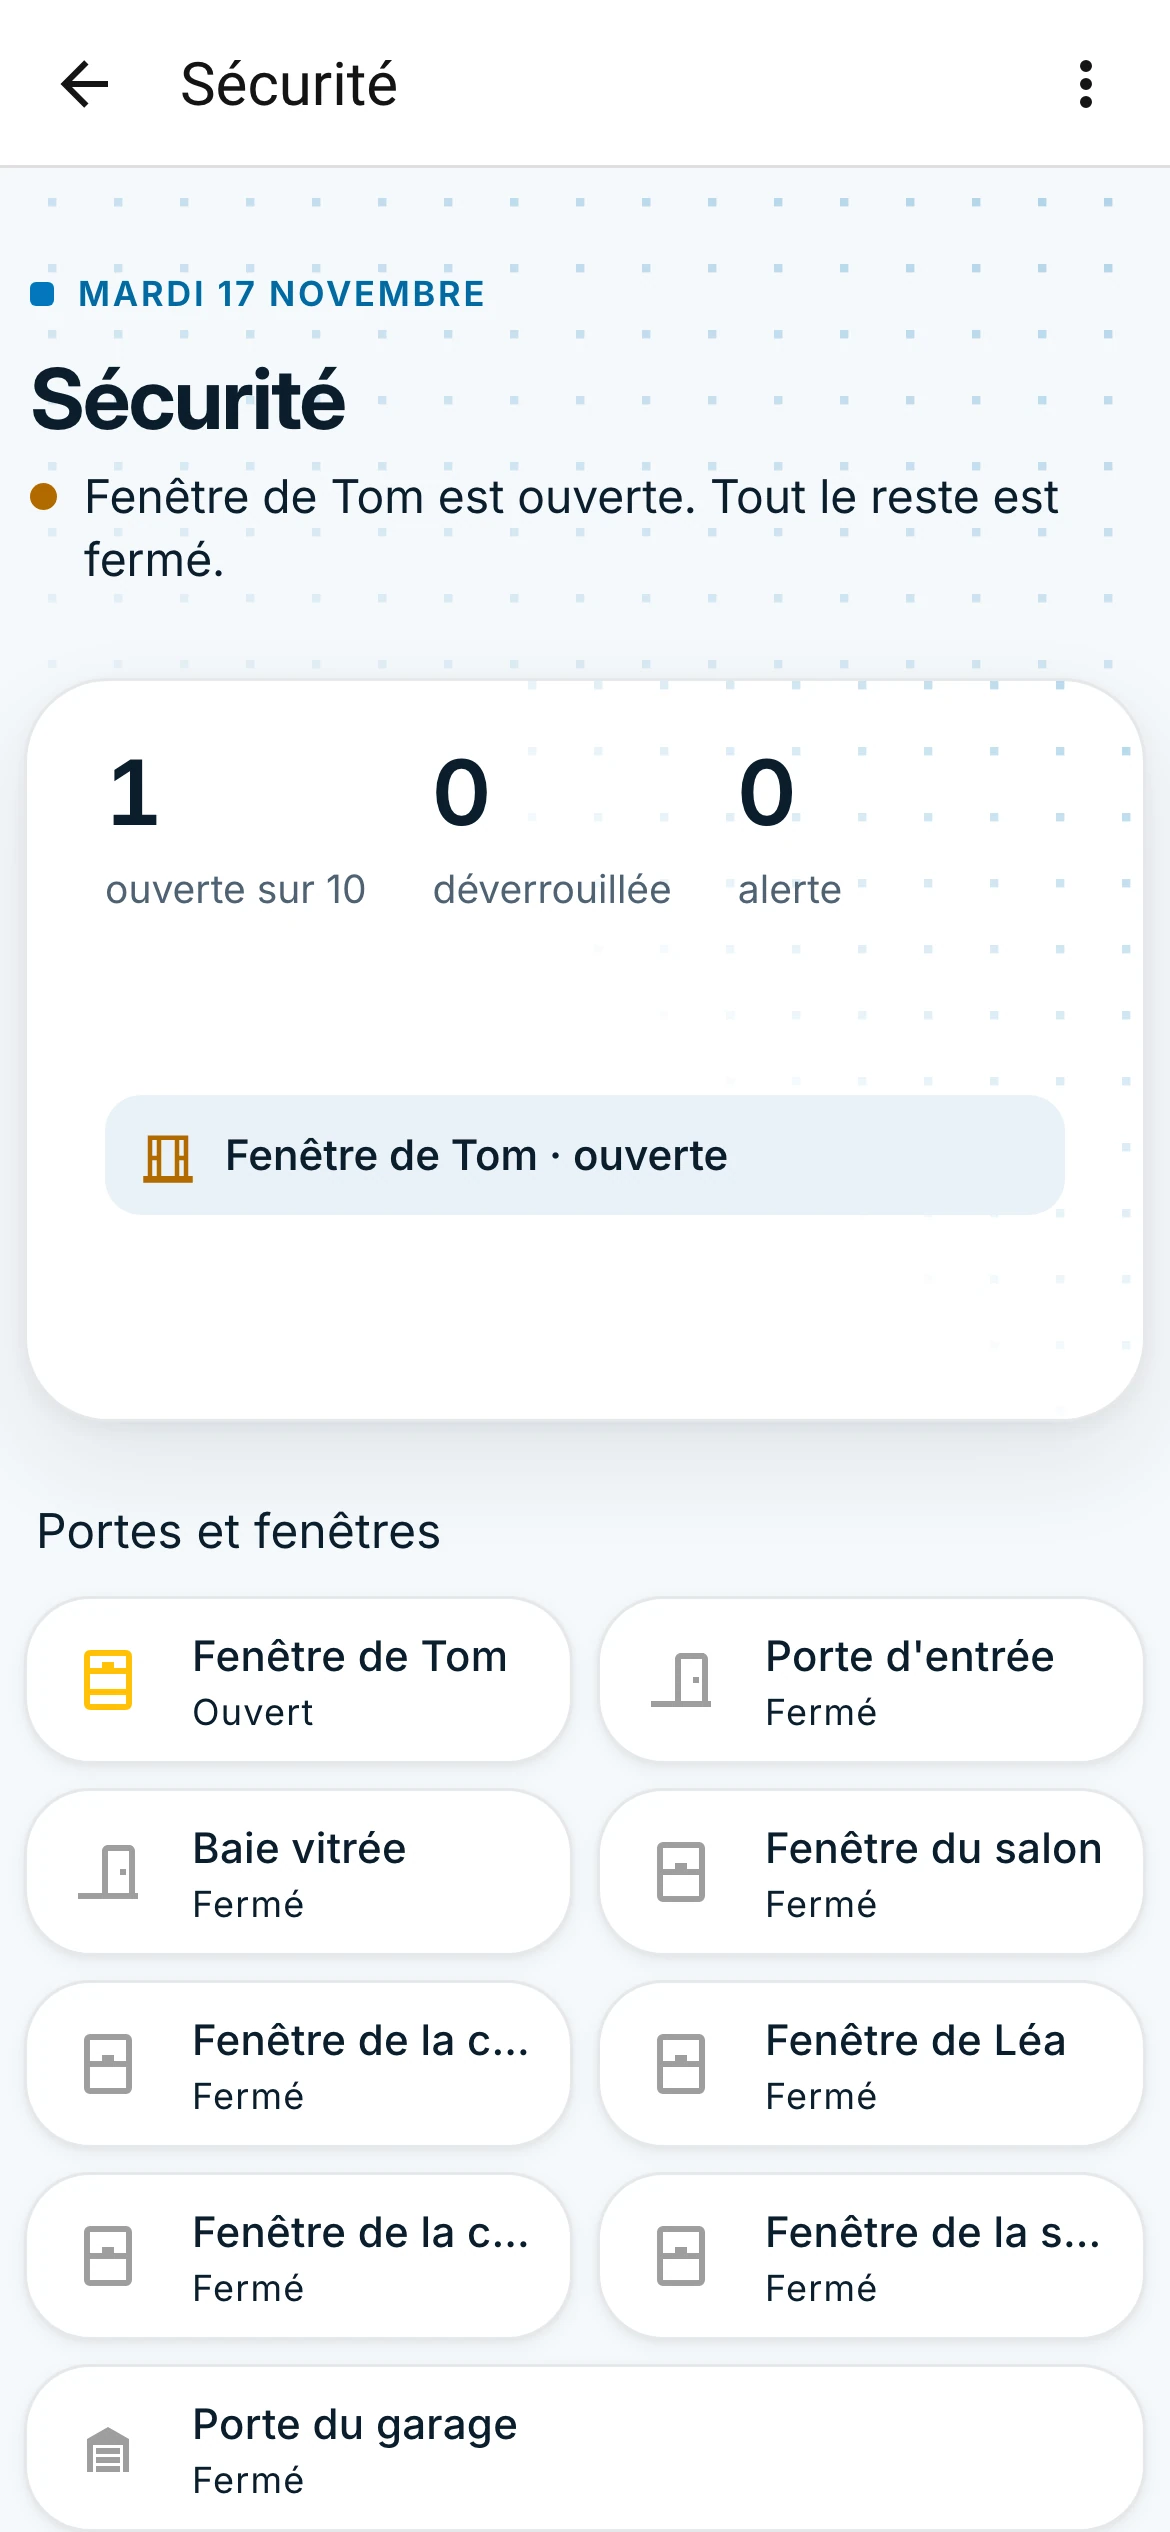 Sécurité
MARDI 17 NOVEMBRE
Sécurité
Fenêtre de Tom est ouverte. Tout le reste est
fermé.
1
ouverte sur 10
0
déverrouillée
0
alerte
Fenêtre de Tom · ouverte
Portes et fenêtres
Fenêtre de Tom
Ouvert
Porte d'entrée
Fermé
Baie vitrée
Fermé
Fenêtre du salon
Fermé
Fenêtre de la c...
Fermé
Fenêtre de Léa
Fermé
Fenêtre de la c...
Fermé
Fenêtre de la s...
Fermé
Porte du garage
Fermé